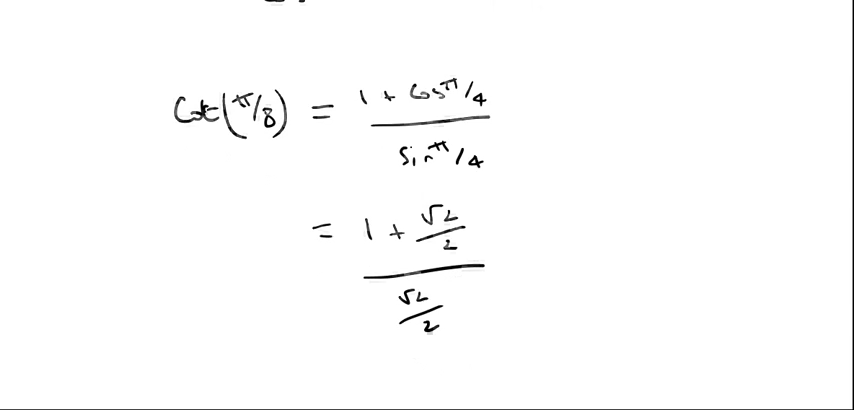 Cot(π/8) = 1 + Cos π/4
Sin π/4
= 1 + √2/2
√2/2